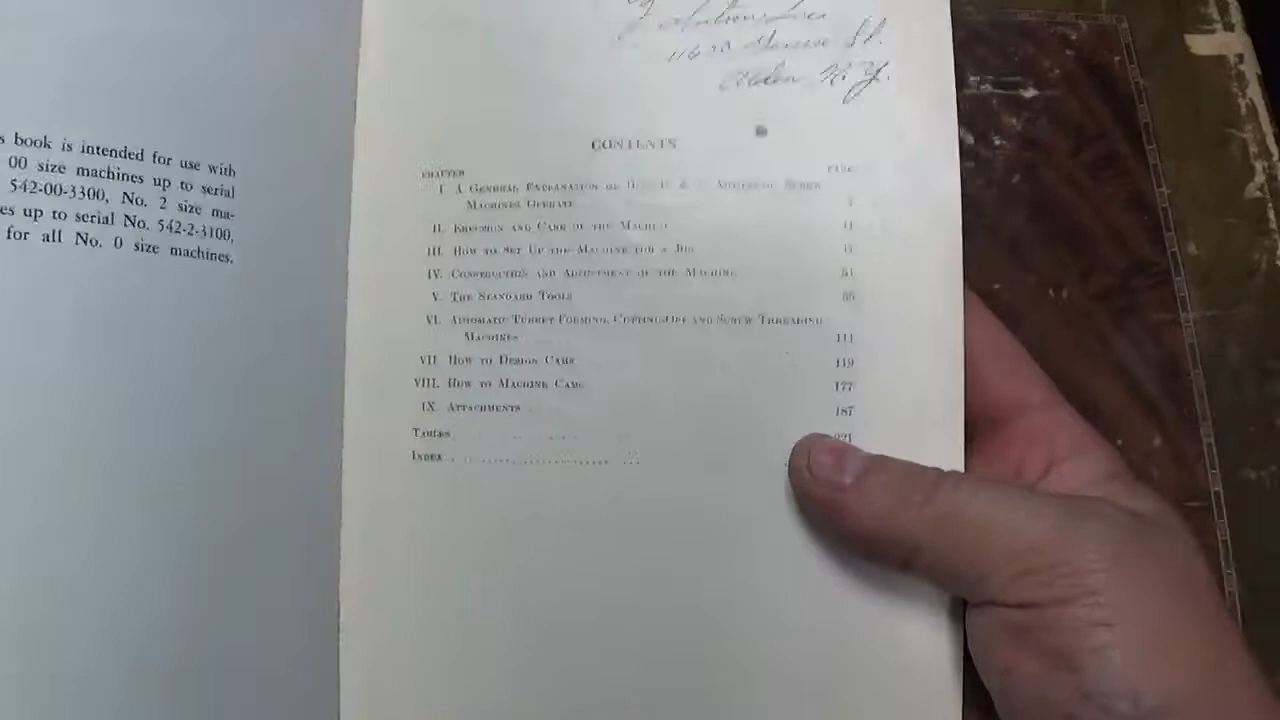 s book is intended for use with
00 size machines up to serial
542-00-3300, No. 2 size ma-
es up to serial No. 542-2-3100,
for all No. 0 size machines.
St.
N. Y.
CONTENTS
CHAPTER PAGE
I. A General Explanation of Screw
Machines Operate
II. Erection and Care of the Machine 11
III. How to Set Up the Machine for a Job
IV. Construction and Adjustment of the Machine 51
V. The Standard Tools
VI. Automatic Turret Forming, Cutting-Off and Screw Threading
Machines 111
VII. How to Design Cams 119
VIII. How to Machine Cams 177
IX. Attachments 187
Tables 221
Index